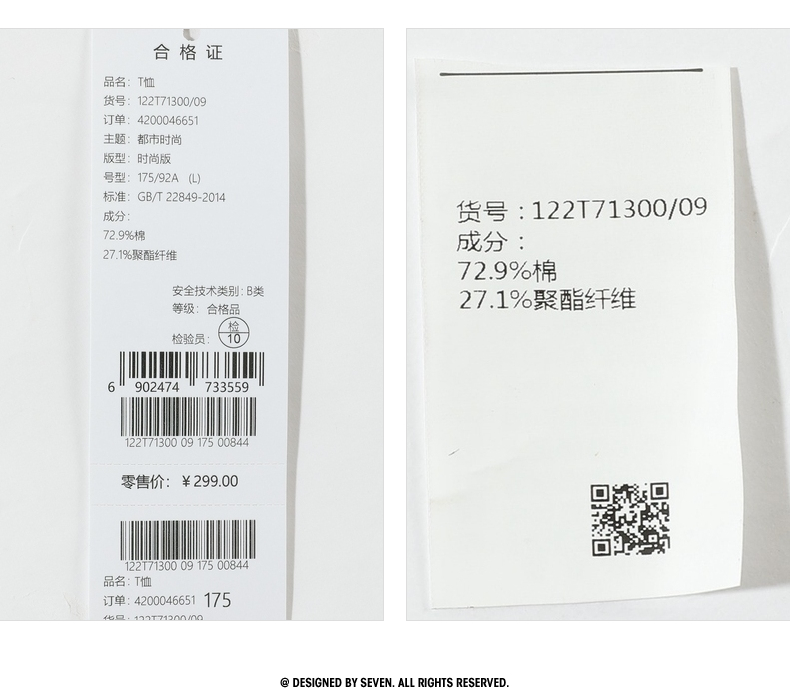 合格证
品名: T恤
货号: 122T71300/09
订单: 4200046651
主题: 都市时尚
版型: 时尚版
号型: 175/92A (L)
标准: GB/T 22849-2014
成分:
72.9%棉
27.1%聚酯纤维
安全技术类别: B类
等级: 合格品
检验员: 检 10
6 902474 733559
122T71300 09 175 00844
零售价: ¥299.00
122T71300 09 175 00844
品名: T恤
订单: 4200046651 175
货号: 122T71300/09
货号:122T71300/09
成分:
72.9%棉
27.1%聚酯纤维
@ DESIGNED BY SEVEN. ALL RIGHTS RESERVED.